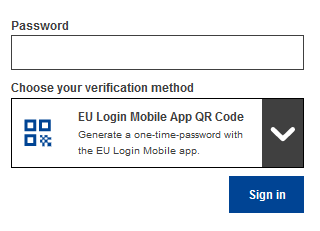 Password
Choose your verification method
EU Login Mobile App QR Code
Generate a one-time-password with
the EU Login Mobile app.
Sign in